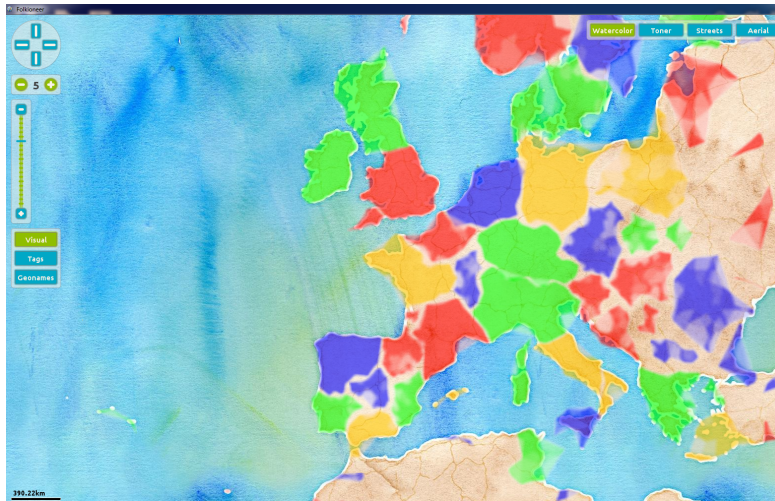 Folkioneer
Watercolor Toner Streets Aerial
5
Visual
Tags
Geonames
390.22km